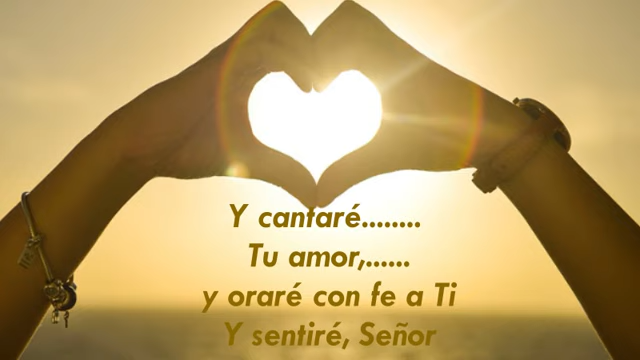 Y cantaré........
Tu amor,......
y oraré con fe a Ti
Y sentiré, Señor